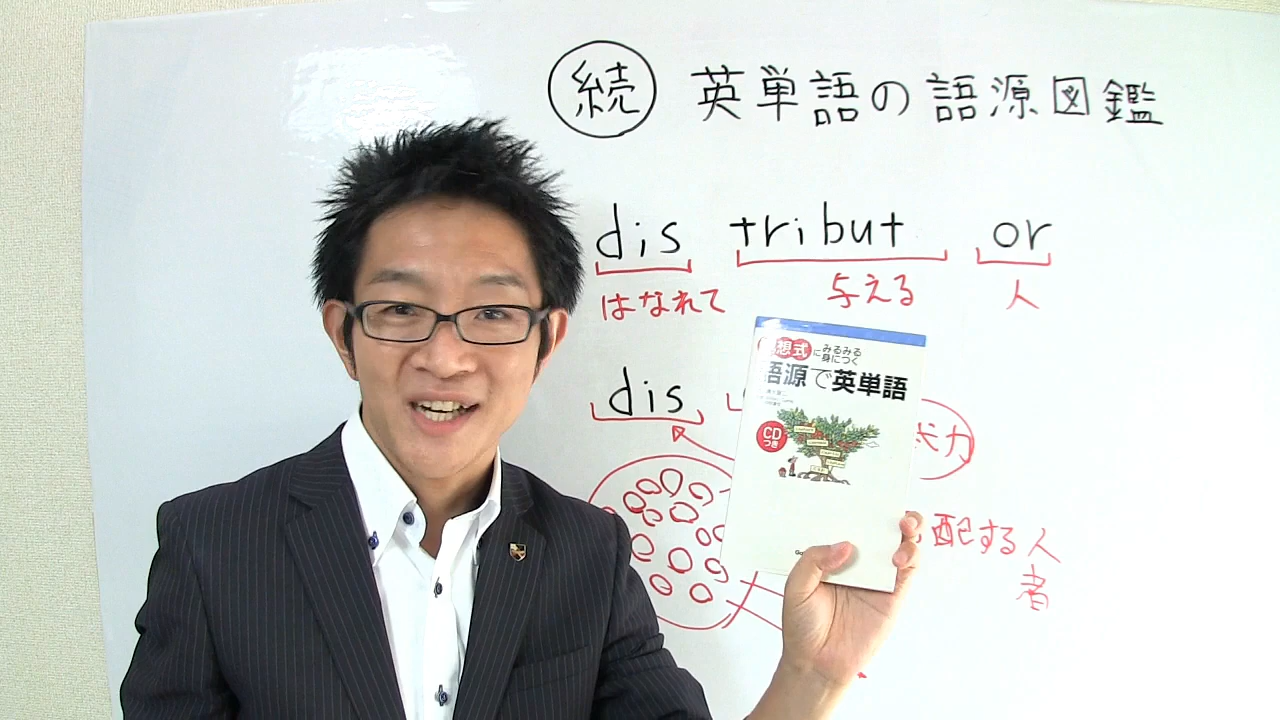 続 英単語の語源図鑑
dis tribut or
はなれて 与える 人
想式にみるみる身につく
語源で英単語
CDつき
dis
力
配する人
者